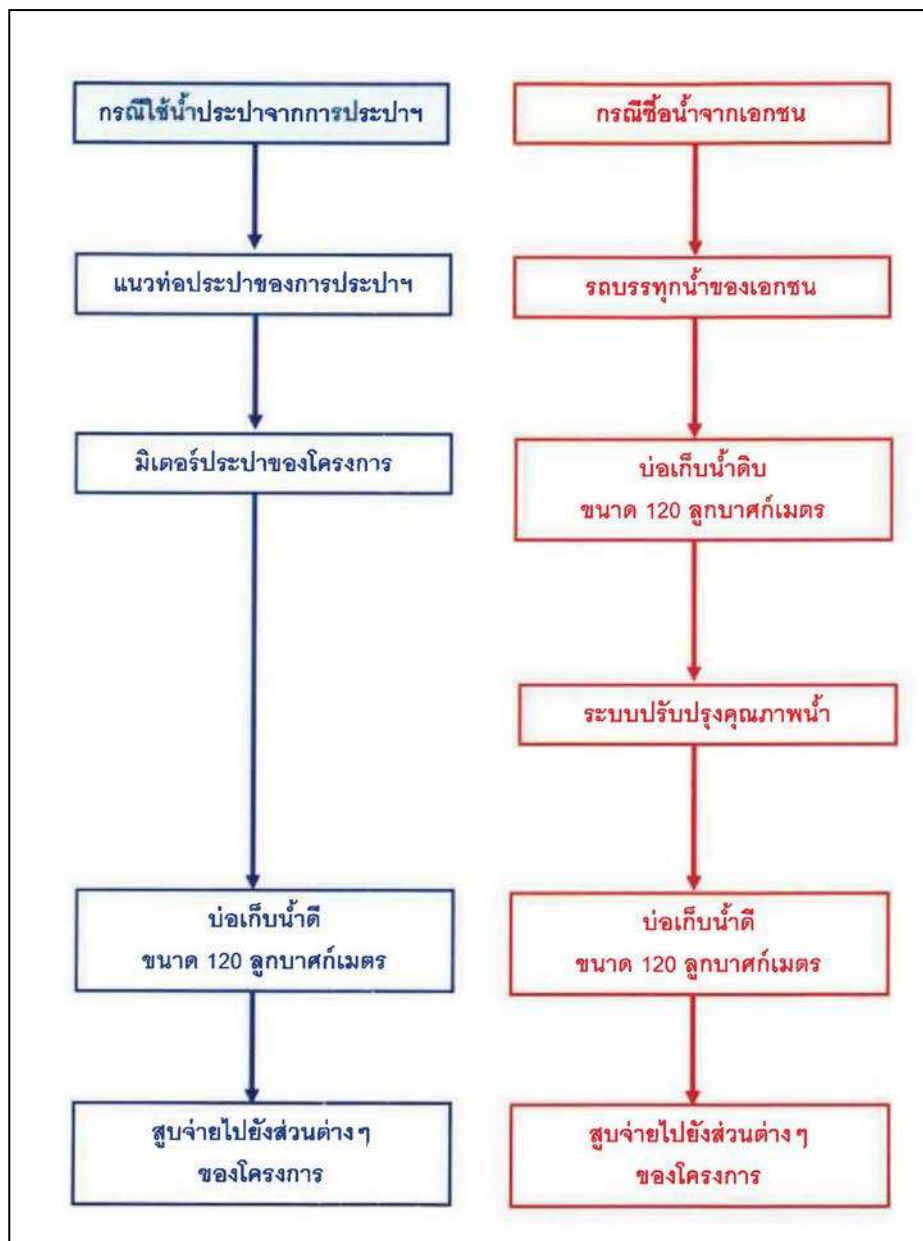 กรณีใช้น้ำประปาจากการประปาฯ
แนวท่อประปาของการประปาฯ
มิเตอร์ประปาของโครงการ
บ่อเก็บน้ำดี
ขนาด 120 ลูกบาศก์เมตร
สูบจ่ายไปยังส่วนต่าง ๆ
ของโครงการ
กรณีซื้อน้ำจากเอกชน
รถบรรทุกน้ำของเอกชน
บ่อเก็บน้ำดิบ
ขนาด 120 ลูกบาศก์เมตร
ระบบปรับปรุงคุณภาพน้ำ
บ่อเก็บน้ำดี
ขนาด 120 ลูกบาศก์เมตร
สูบจ่ายไปยังส่วนต่าง ๆ
ของโครงการ